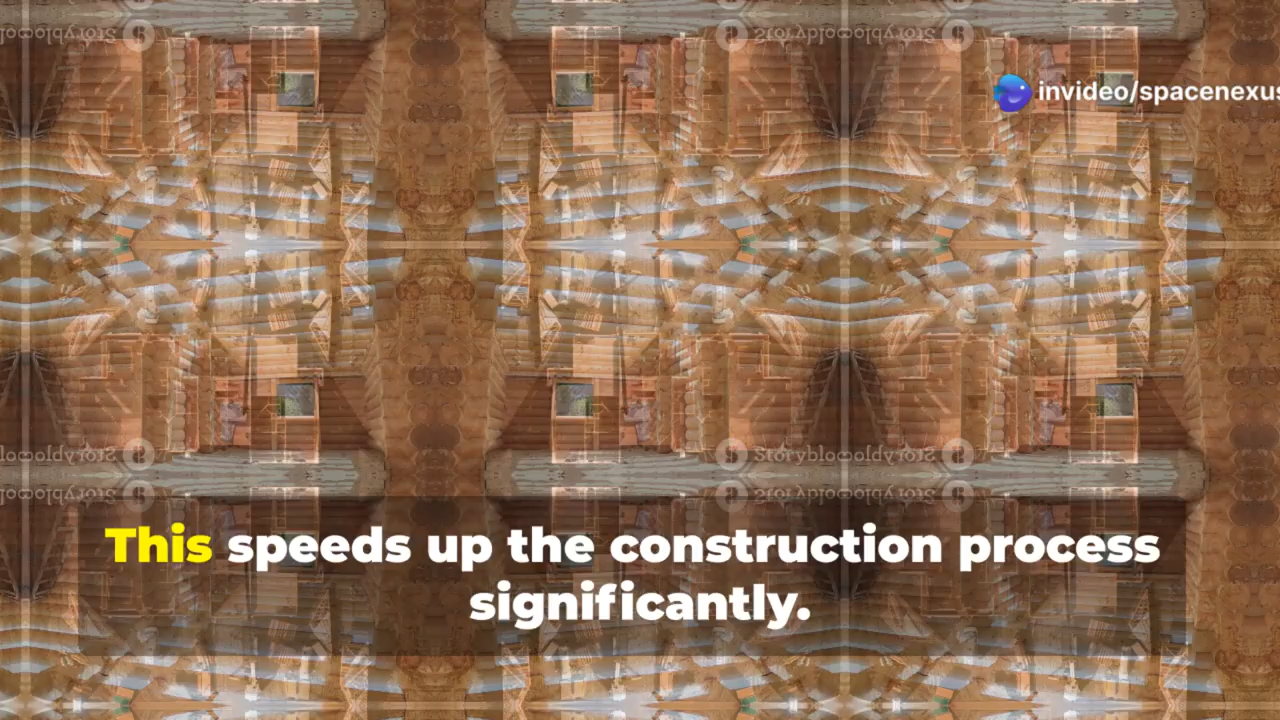 invideo/spacenexus
This speeds up the construction process
significantly.